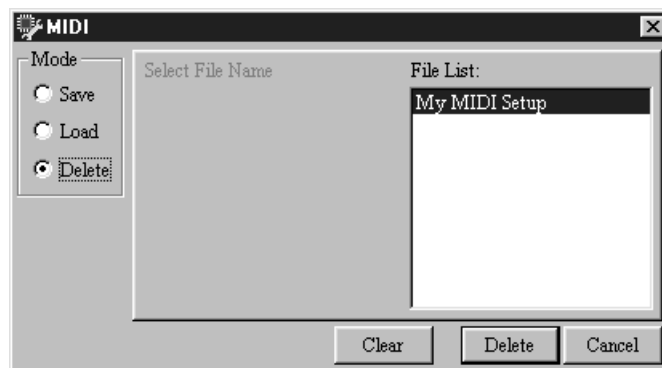 MIDI
Mode
Save
Load
Delete
Select File Name
File List:
My MIDI Setup
Clear
Delete
Cancel